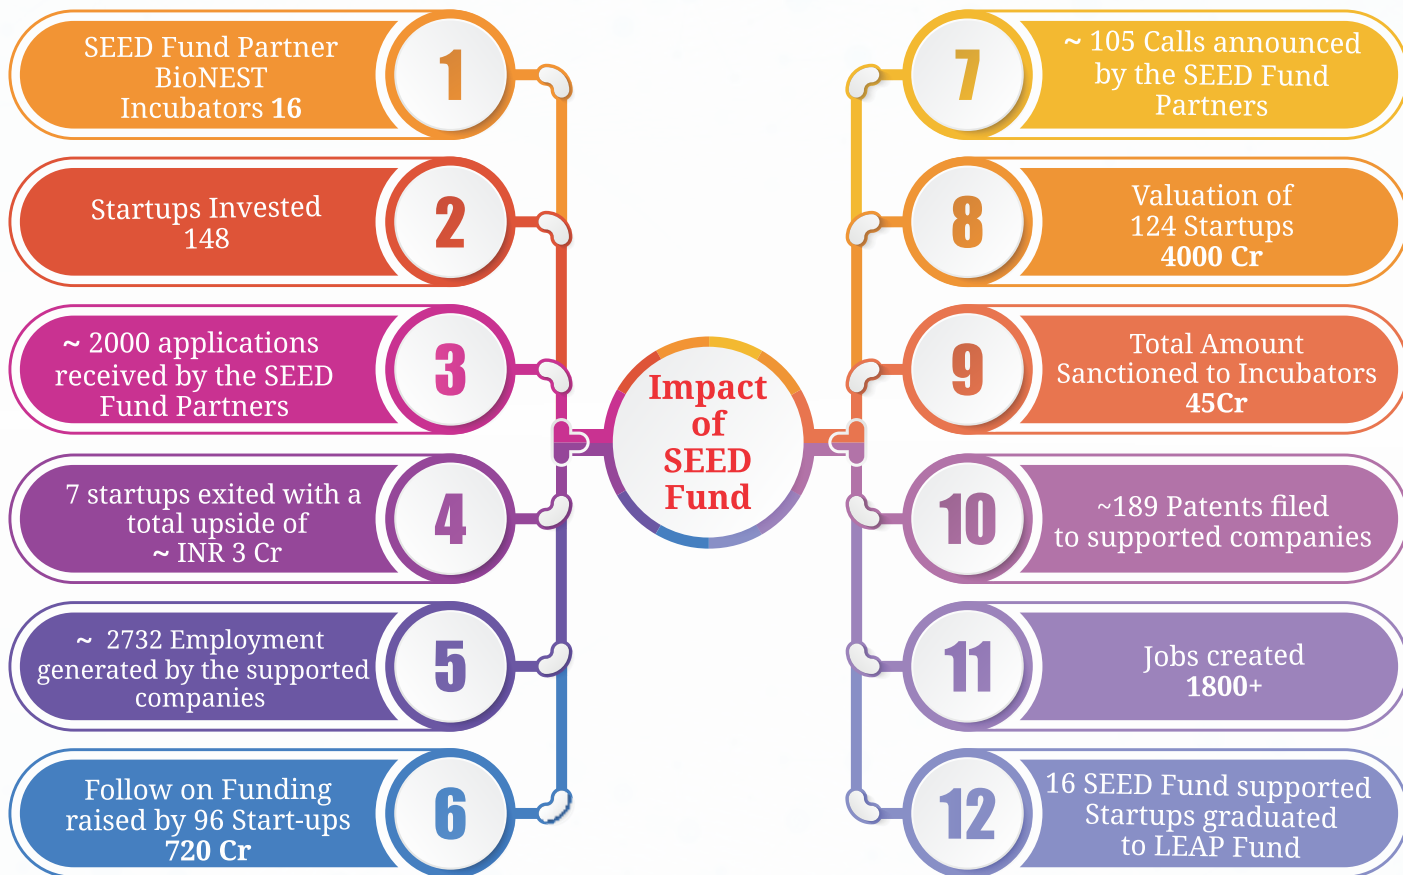 SEED Fund Partner
BioNEST
Incubators 16
1
Startups Invested
148
2
~ 2000 applications
received by the SEED
Fund Partners
3
7 startups exited with a
total upside of
~ INR 3 Cr
4
~ 2732 Employment
generated by the supported
companies
5
Follow on Funding
raised by 96 Start-ups
720 Cr
6
Impact
of
SEED
Fund
7
~ 105 Calls announced
by the SEED Fund
Partners
8
Valuation of
124 Startups
4000 Cr
9
Total Amount
Sanctioned to Incubators
45Cr
10
~189 Patents filed
to supported companies
11
Jobs created
1800+
12
16 SEED Fund supported
Startups graduated
to LEAP Fund